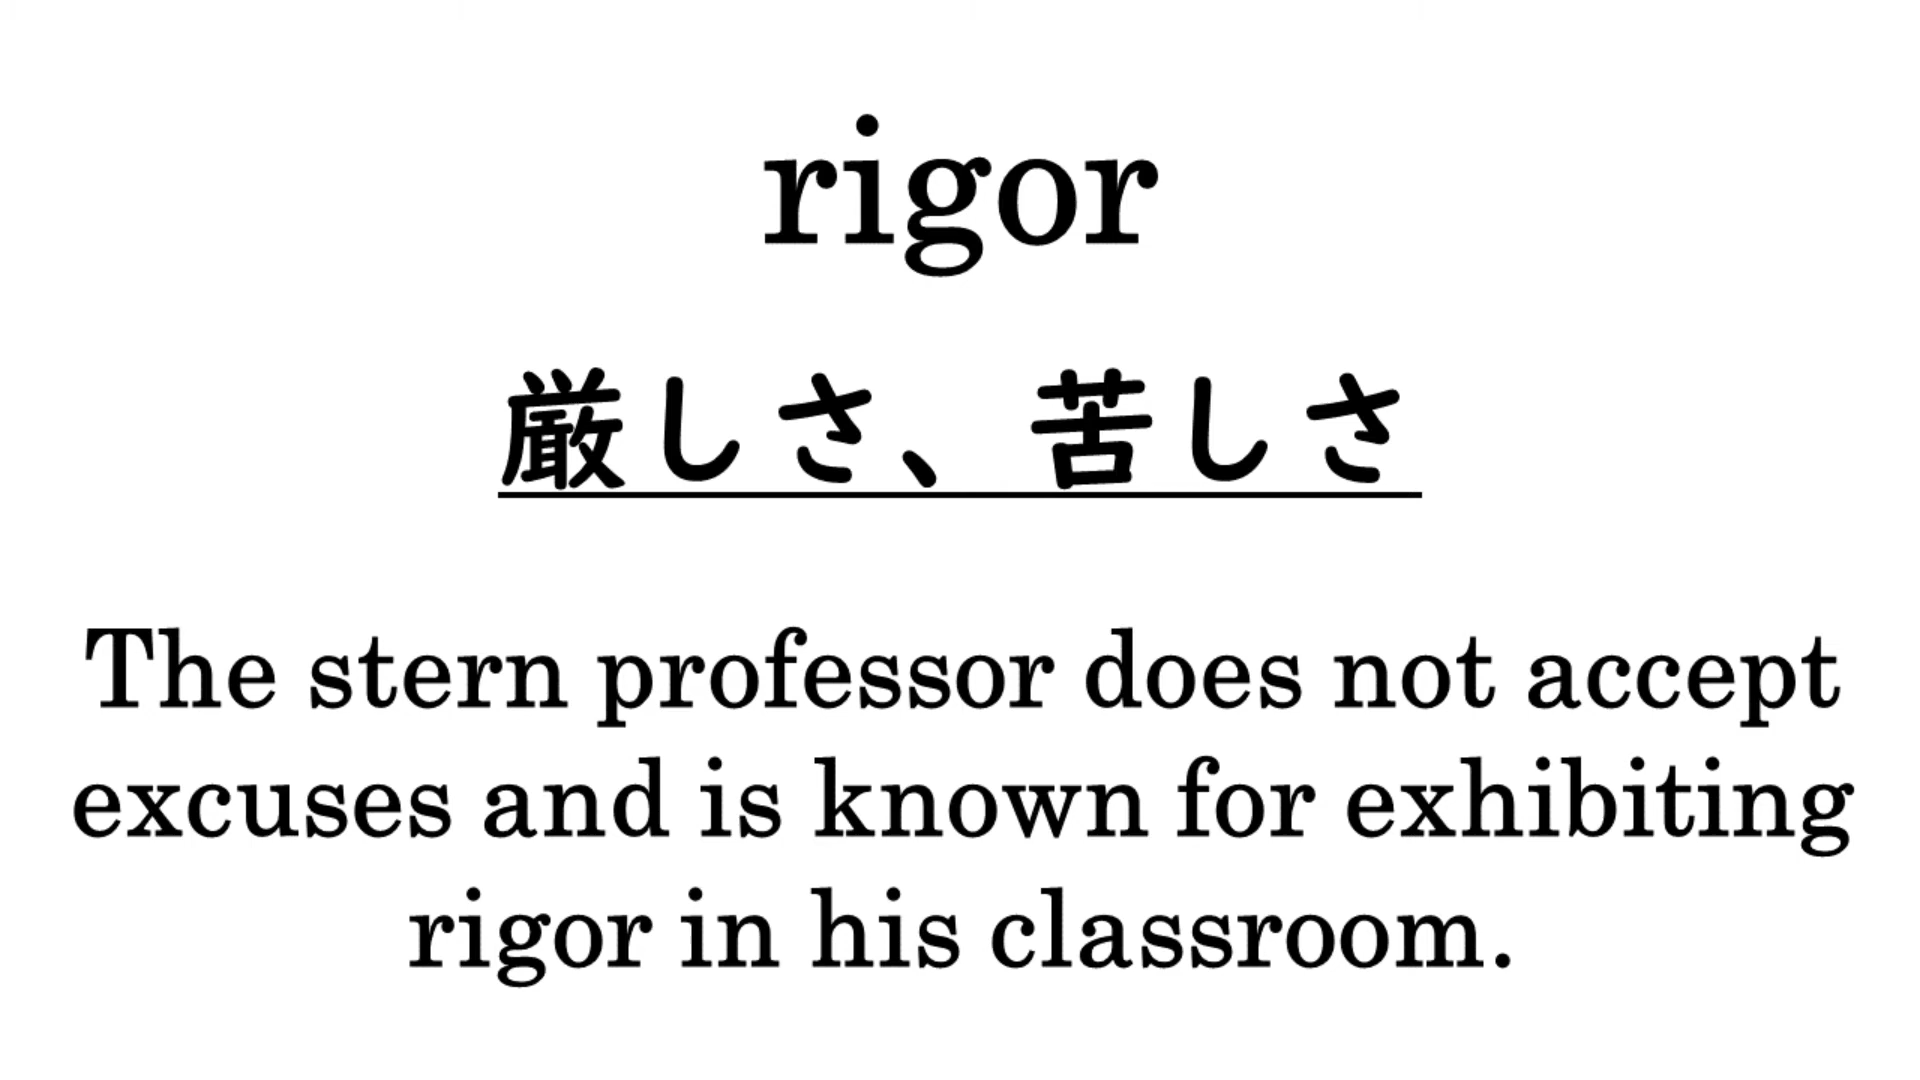 rigor
厳しさ、苦しさ
The stern professor does not accept
excuses and is known for exhibiting
rigor in his classroom.